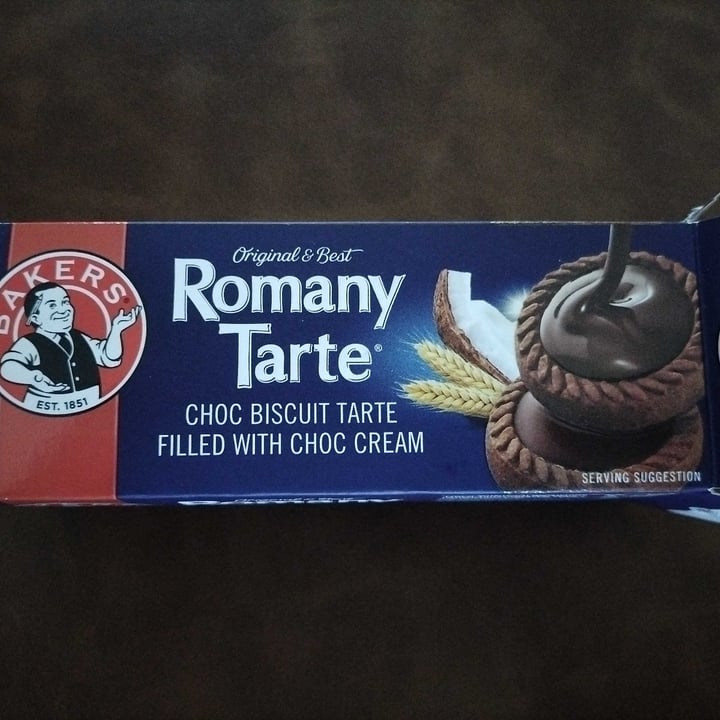 BAKERS
EST. 1851
Original & Best
Romany
Tarte®
CHOC BISCUIT TARTE
FILLED WITH CHOC CREAM
SERVING SUGGESTION